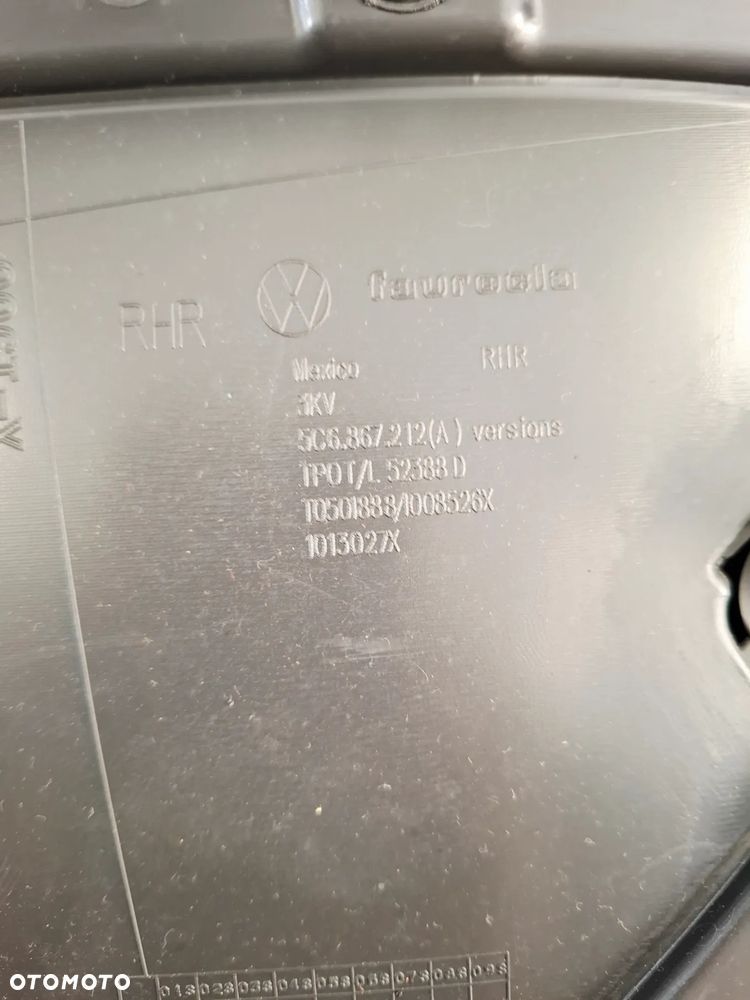 faurecia
RHR
Mexico RHR
3KV
5C6.867.212(A) versions
TPOT/L 52388 D
T0501888/1008526X
1013027X
OTOMOTO